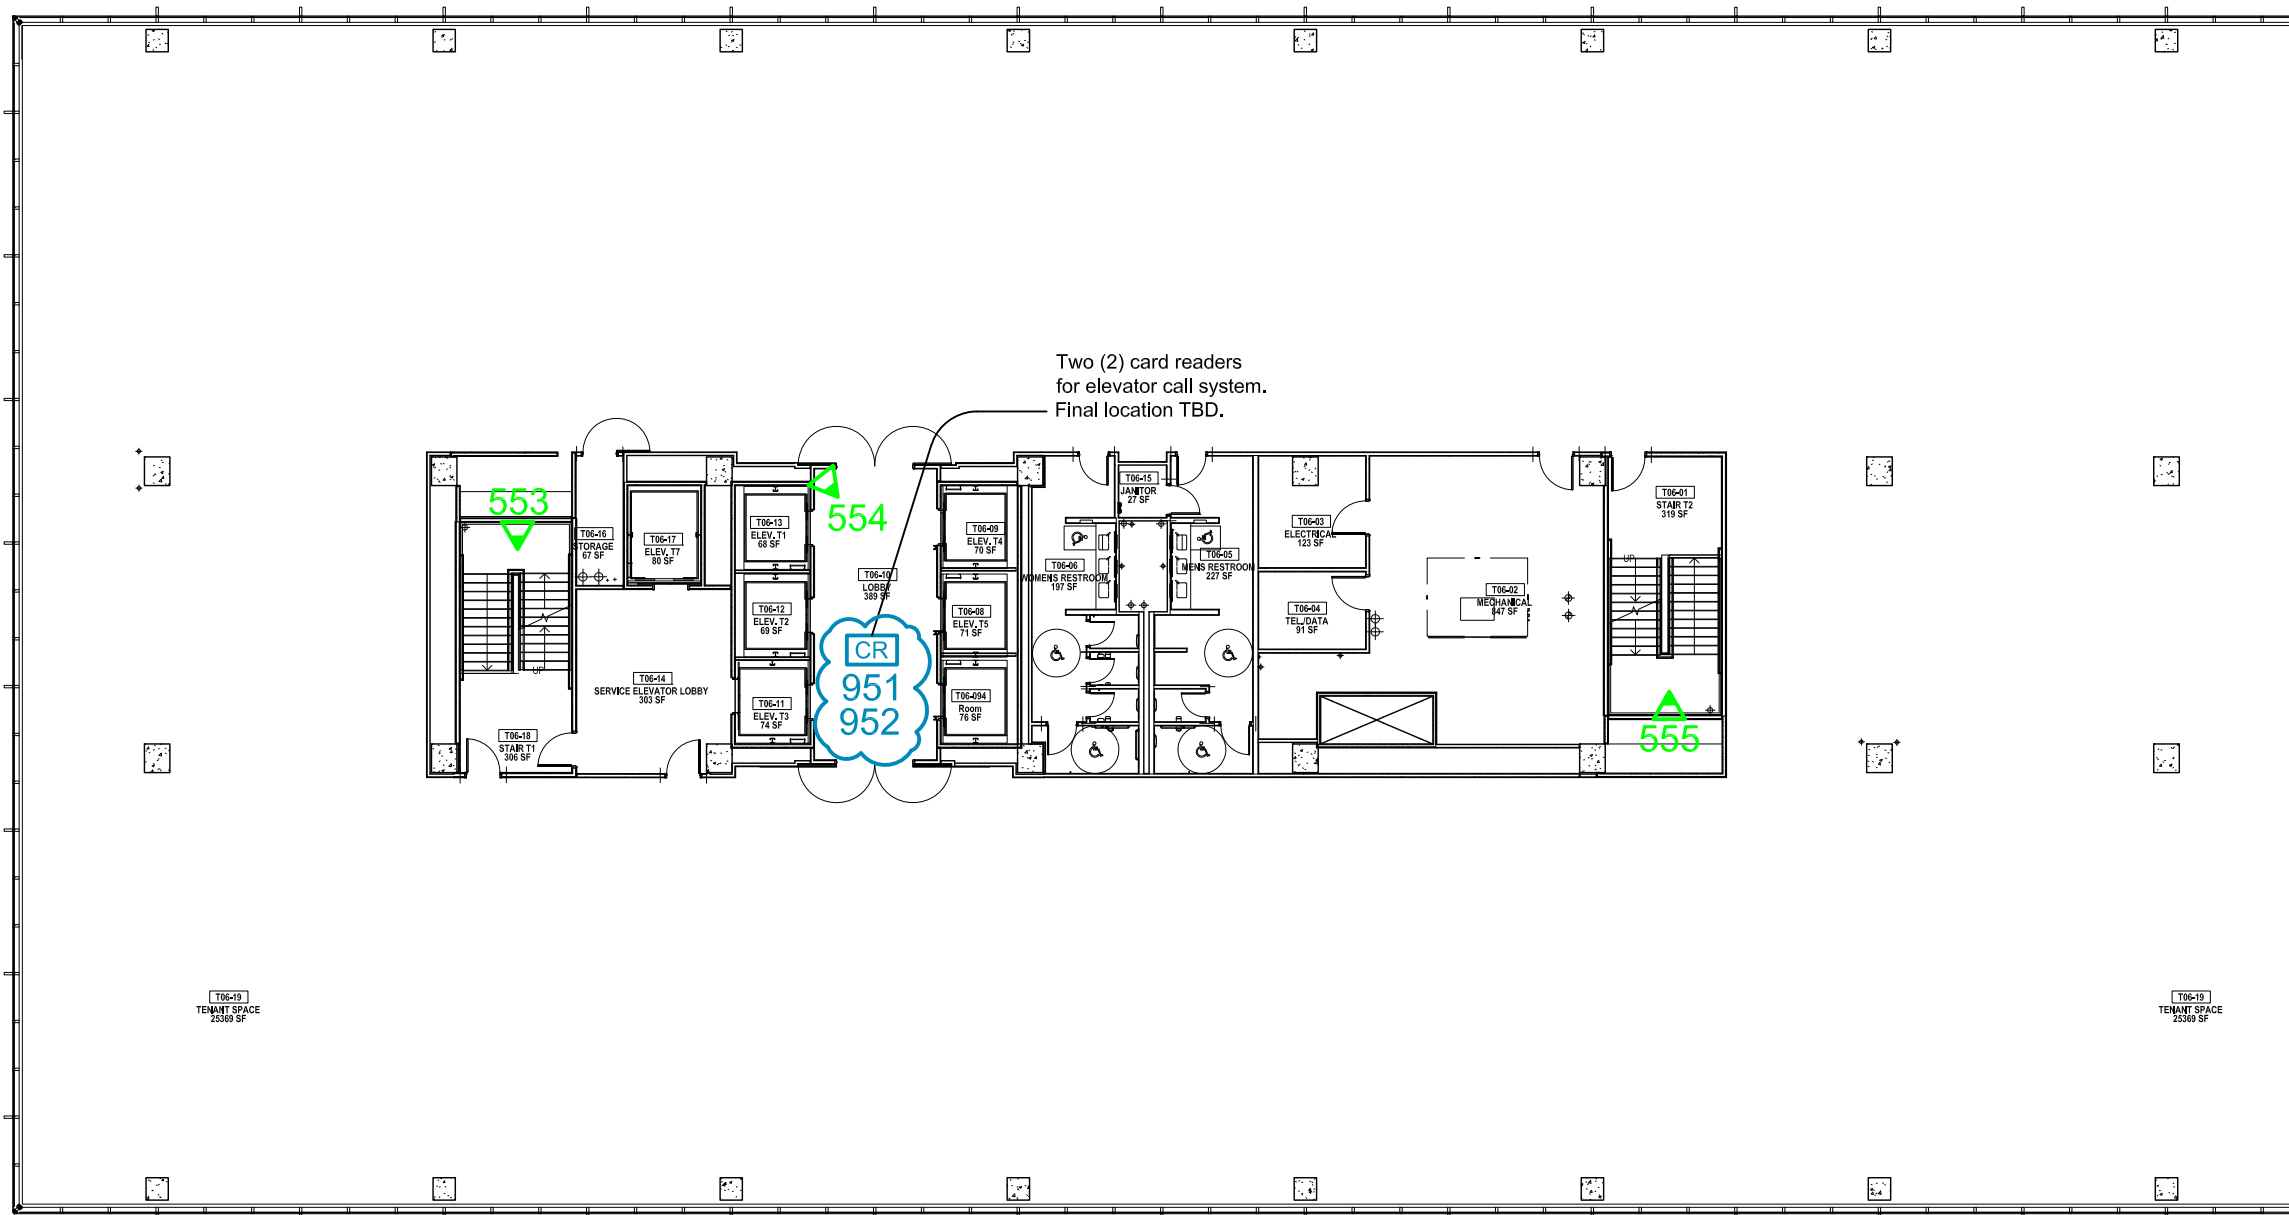 Two (2) card readers
for elevator call system.
Final location TBD.
553
554
555
CR
951
952
T06-16
STORAGE
67 SF
T06-17
ELEV. T7
80 SF
T06-13
ELEV. T1
68 SF
T06-12
ELEV. T2
69 SF
T06-11
ELEV. T3
74 SF
T06-14
SERVICE ELEVATOR LOBBY
303 SF
T06-18
STAIR T1
306 SF
UP
T06-10
LOBBY
389 SF
T06-09
ELEV. T4
70 SF
T06-08
ELEV. T5
71 SF
T06-094
Room
76 SF
T06-15
JANITOR
27 SF
T06-06
WOMENS RESTROOM
197 SF
T06-05
MENS RESTROOM
227 SF
T06-03
ELECTRICAL
123 SF
T06-04
TEL/DATA
91 SF
T06-02
MECHANICAL
847 SF
T06-01
STAIR T2
319 SF
UP
T06-19
TENANT SPACE
25369 SF
T06-19
TENANT SPACE
25369 SF